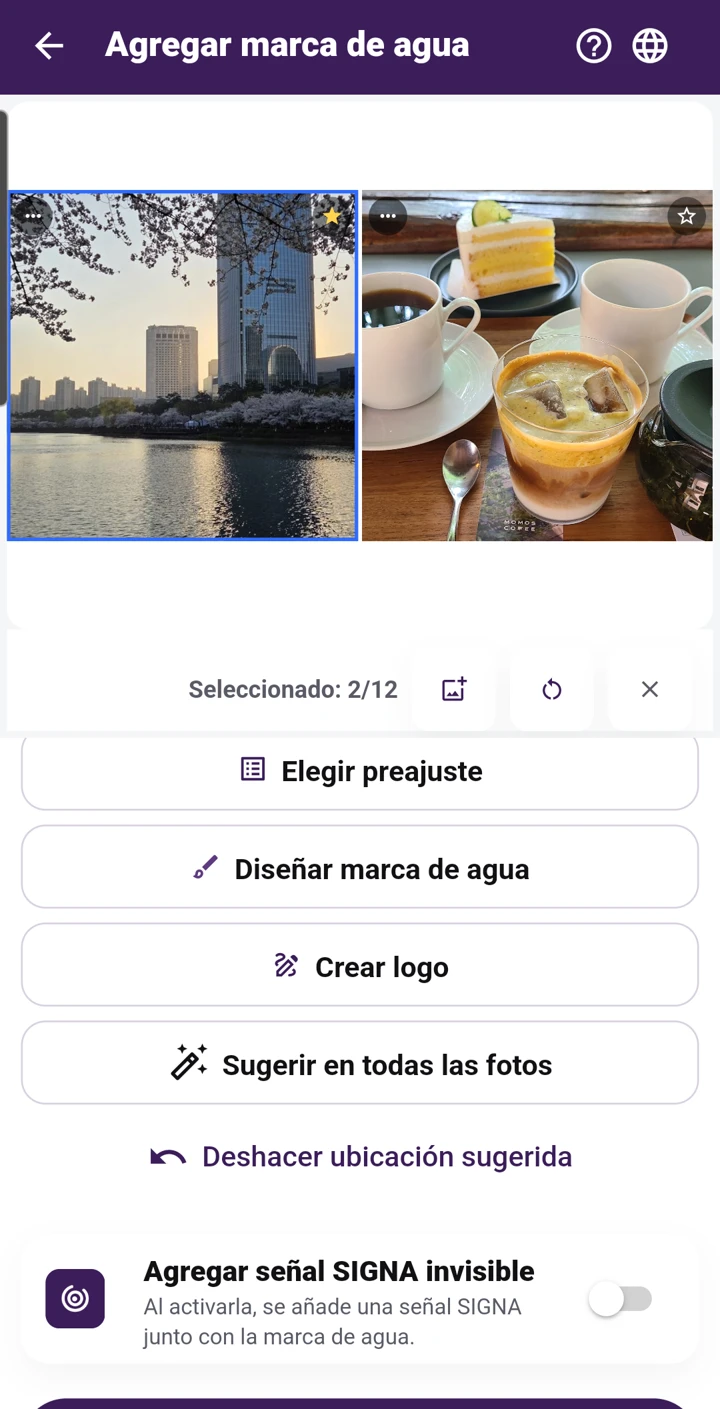 Agregar marca de agua
MOMOS
COFFEE
Seleccionado: 2/12
Elegir preajuste
Diseñar marca de agua
Crear logo
Sugerir en todas las fotos
Deshacer ubicación sugerida
Agregar señal SIGNA invisible
Al activarla, se añade una señal SIGNA
junto con la marca de agua.